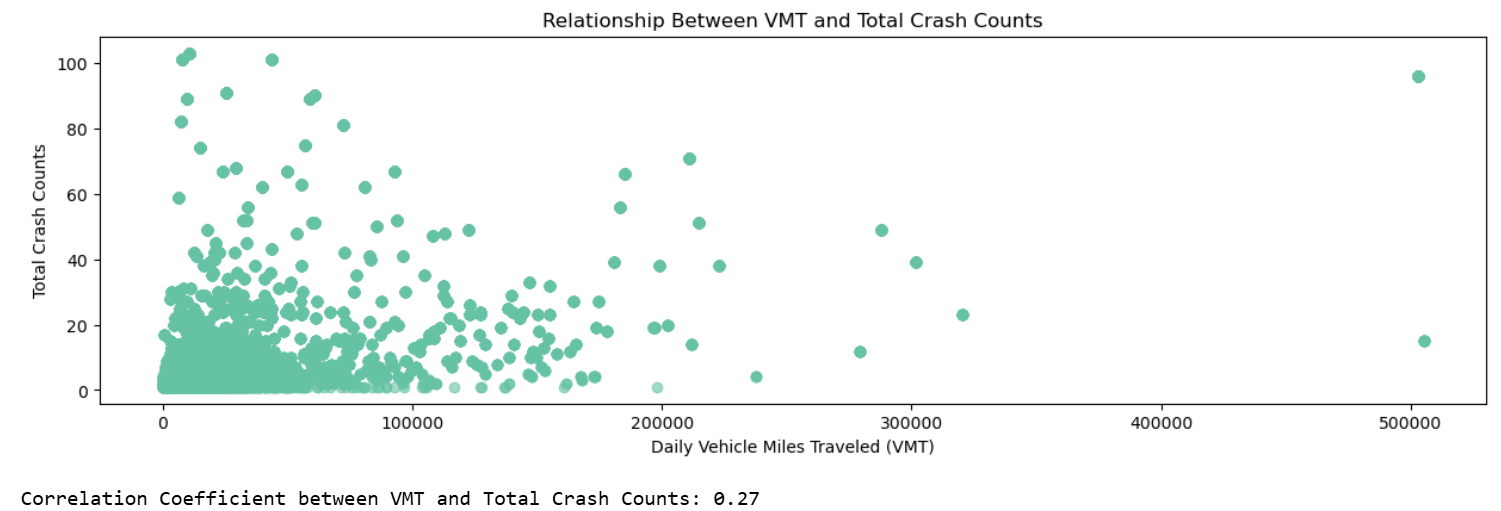 Relationship Between VMT and Total Crash Counts
100
80
60
40
20
0
Total Crash Counts
0 100000 200000 300000 400000 500000
Daily Vehicle Miles Traveled (VMT)
Correlation Coefficient between VMT and Total Crash Counts: 0.27